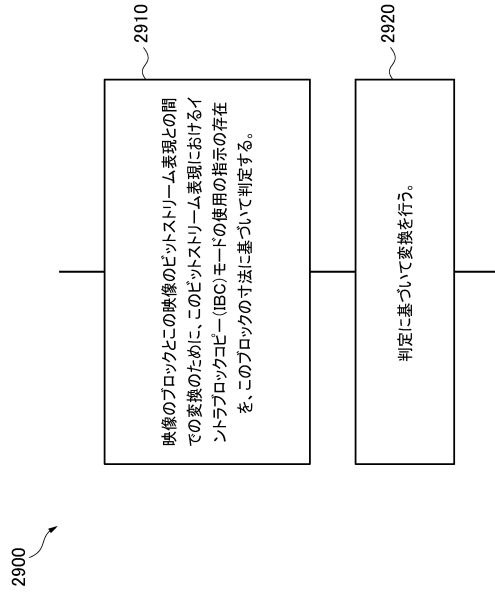 2900
2910
映像のブロックとこの映像のビットストリーム表現との間
での変換のために、このビットストリーム表現におけるイ
ントラブロックコピー(IBC)モードの使用の指示の存在
を、このブロックの寸法に基づいて判定する。
2920
判定に基づいて変換を行う。